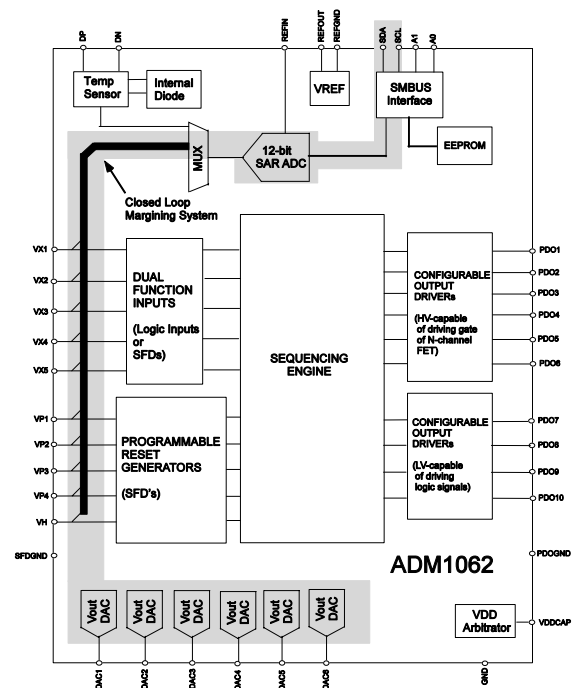 DP
DN
REFIN
REFOUT
REFGND
SDA
SCL
A1
A0
Temp
Sensor
Internal
Diode
VREF
SMBUS
Interface
MUX
12-bit
SAR ADC
EEPROM
Closed Loop
Margining System
VX1
VX2
VX3
VX4
VX5
DUAL
FUNCTION
INPUTS
(Logic Inputs
or
SFDs)
SEQUENCING
ENGINE
CONFIGURABLE
OUTPUT
DRIVERs
(HV-capable
of driving gate
of N-channel
FET)
PDO1
PDO2
PDO3
PDO4
PDO5
PDO6
VP1
VP2
VP3
VP4
VH
PROGRAMMABLE
RESET
GENERATORS
(SFD's)
CONFIGURABLE
OUTPUT
DRIVERs
(LV-capable
of driving
logic signals)
PDO7
PDO8
PDO9
PDO10
SFDGND
PDOGND
ADM1062
Vout
DAC
Vout
DAC
Vout
DAC
Vout
DAC
Vout
DAC
Vout
DAC
VDD
Arbitrator
VDDCAP
DAC1
DAC2
DAC3
DAC4
DAC5
DAC6
GND